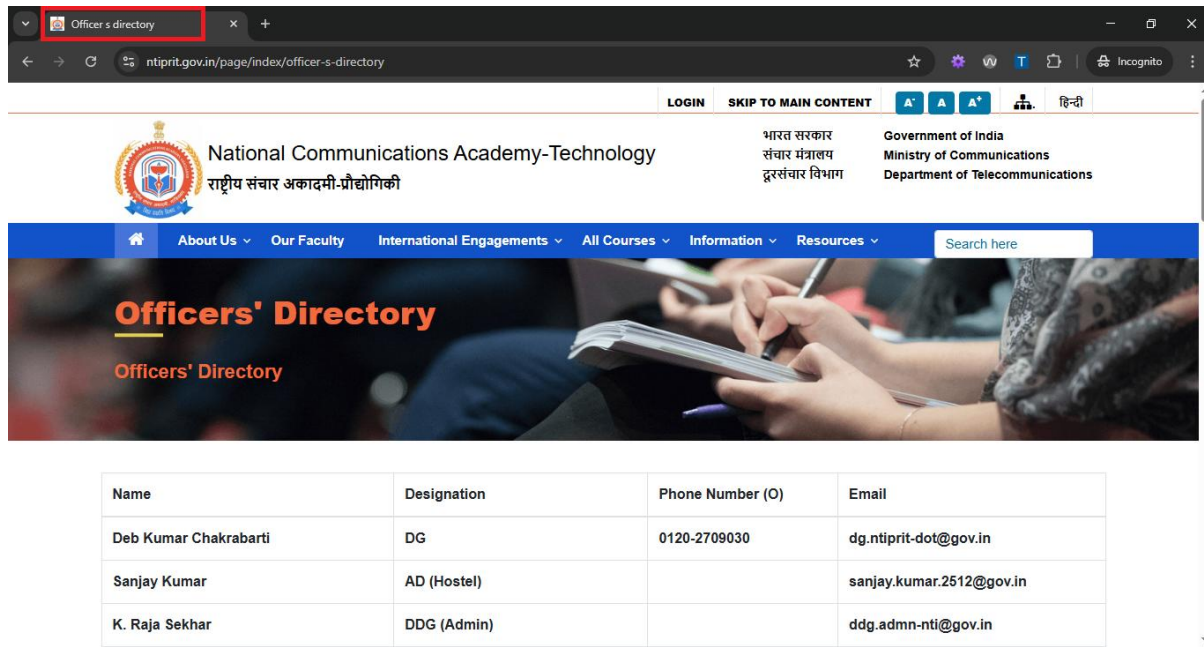 Officer s directory
ntiprit.gov.in/page/index/officer-s-directory
Incognito
LOGIN SKIP TO MAIN CONTENT A- A A+ हिन्दी
National Communications Academy-Technology
राष्ट्रीय संचार अकादमी-प्रौद्योगिकी
भारत सरकार Government of India
संचार मंत्रालय Ministry of Communications
दूरसंचार विभाग Department of Telecommunications
About Us Our Faculty International Engagements All Courses Information Resources Search here
Officers' Directory
Officers' Directory
Name Designation Phone Number (O) Email
Deb Kumar Chakrabarti DG 0120-2709030 dg.ntiprit-dot@gov.in
Sanjay Kumar AD (Hostel) sanjay.kumar.2512@gov.in
K. Raja Sekhar DDG (Admin) ddg.admn-nti@gov.in